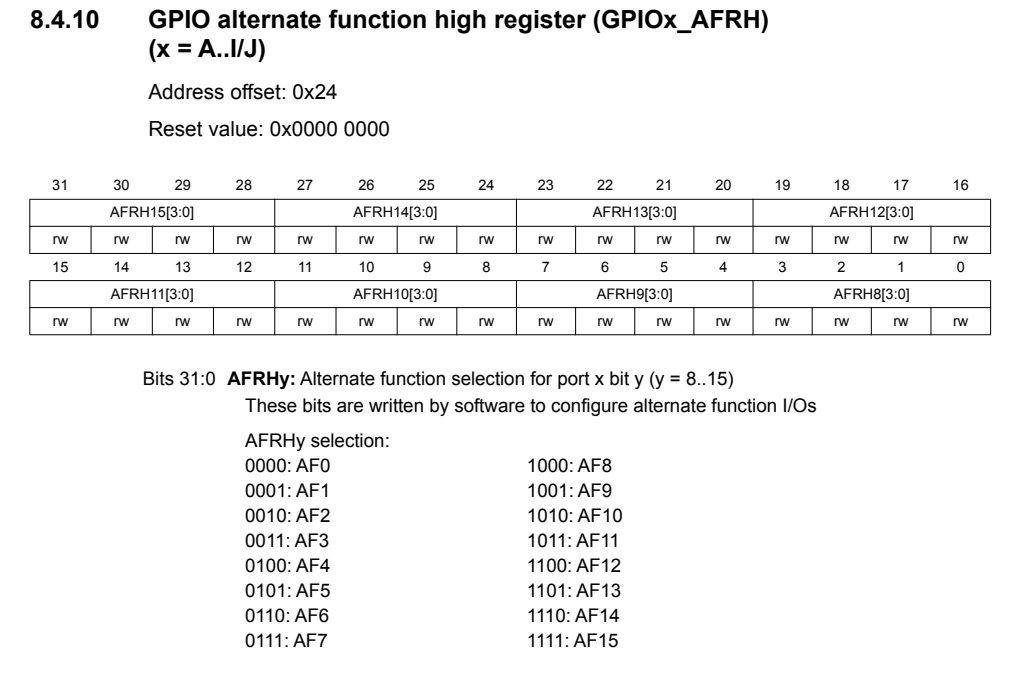 8.4.10 GPIO alternate function high register (GPIOx_AFRH)
(x = A..I/J)
Address offset: 0x24
Reset value: 0x0000 0000
31 30 29 28 27 26 25 24 23 22 21 20 19 18 17 16
AFRH15[3:0] AFRH14[3:0] AFRH13[3:0] AFRH12[3:0]
rw rw rw rw rw rw rw rw rw rw rw rw rw rw rw rw
15 14 13 12 11 10 9 8 7 6 5 4 3 2 1 0
AFRH11[3:0] AFRH10[3:0] AFRH9[3:0] AFRH8[3:0]
rw rw rw rw rw rw rw rw rw rw rw rw rw rw rw rw
Bits 31:0 AFRHy: Alternate function selection for port x bit y (y = 8..15)
These bits are written by software to configure alternate function I/Os
AFRHy selection:
0000: AF0 1000: AF8
0001: AF1 1001: AF9
0010: AF2 1010: AF10
0011: AF3 1011: AF11
0100: AF4 1100: AF12
0101: AF5 1101: AF13
0110: AF6 1110: AF14
0111: AF7 1111: AF15